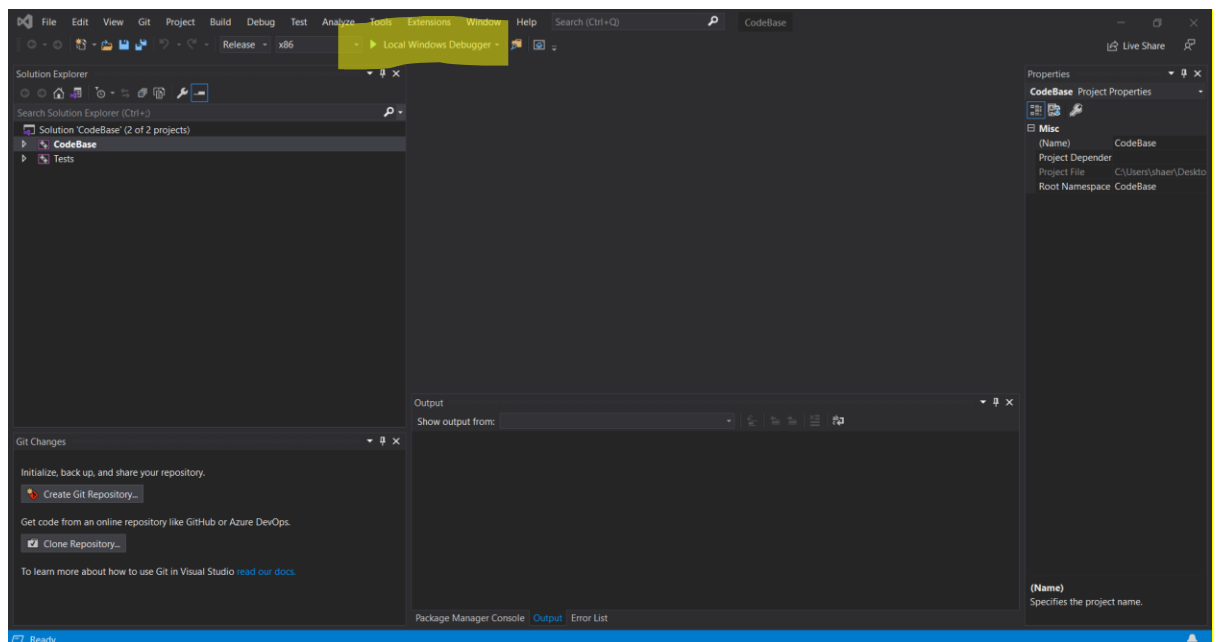 File Edit View Git Project Build Debug Test Analyze Tools Extensions Window Help Search (Ctrl+Q) CodeBase
Release x86 Local Windows Debugger Live Share
Solution Explorer
Search Solution Explorer (Ctrl+;)
Solution 'CodeBase' (2 of 2 projects)
CodeBase
Tests
Git Changes
Initialize, back up, and share your repository.
Create Git Repository...
Get code from an online repository like GitHub or Azure DevOps.
Clone Repository...
To learn more about how to use Git in Visual Studio read our docs.
Output
Show output from:
Package Manager Console Output Error List
Properties
CodeBase Project Properties
Misc
(Name) CodeBase
Project Depender
Project File C:\Users\shaer\Deskto
Root Namespace CodeBase
(Name)
Specifies the project name.
Ready